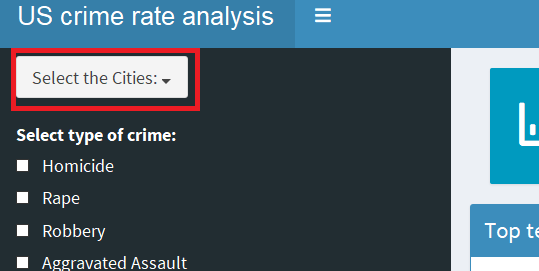 US crime rate analysis
Select the Cities:
Select type of crime:
Homicide
Rape
Robbery
Aggravated Assault
Top te